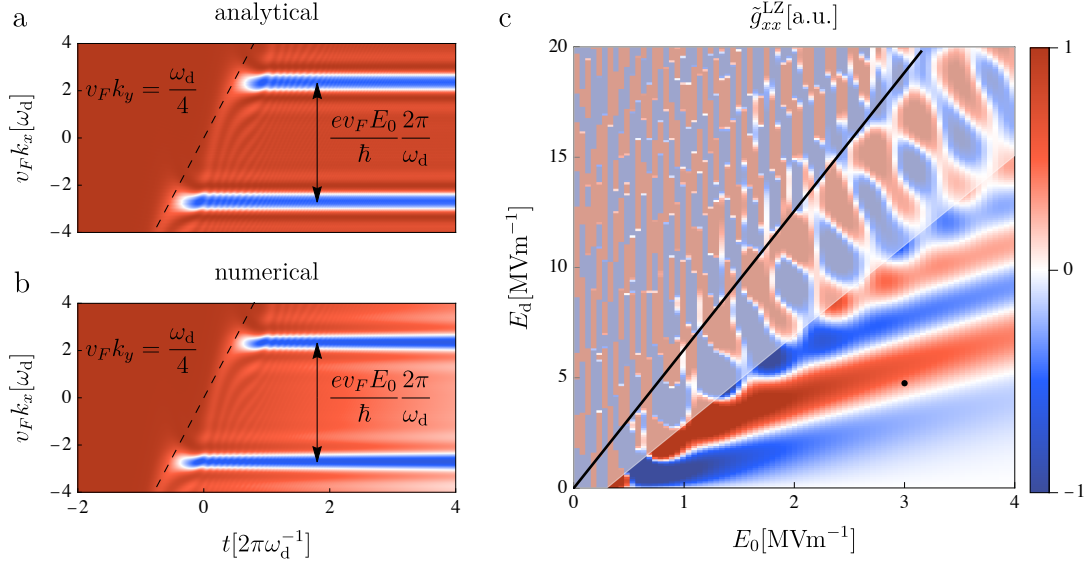 a
analytical
4
2
0
−2
−4
v_F k_x[ω_d]
v_F k_y = ω_d/4
ev_F E_0/ħ 2π/ω_d
b
numerical
4
2
0
−2
−4
v_F k_x[ω_d]
v_F k_y = ω_d/4
ev_F E_0/ħ 2π/ω_d
−2
0
2
4
t[2πω_d^{-1}]
c
g̃_{xx}^{LZ}[a.u.]
20
15
10
5
0
E_d[MVm^{-1}]
0
1
2
3
4
E_0[MVm^{-1}]
1
0
-1